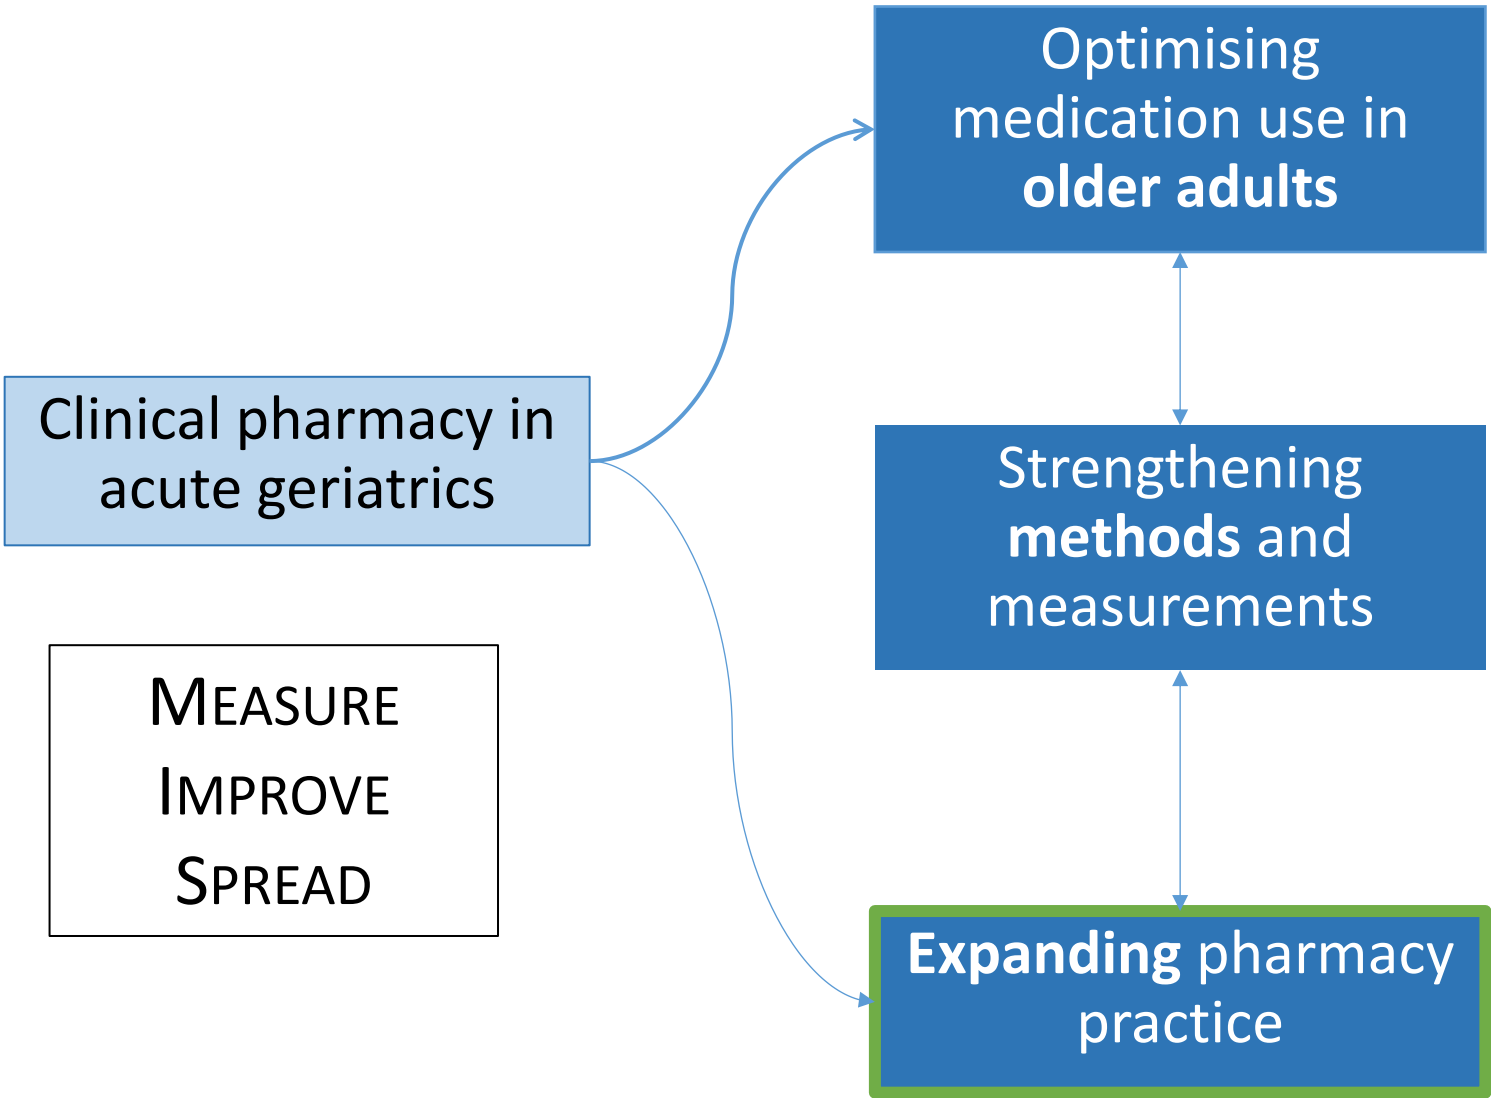 Optimising
medication use in
older adults
Clinical pharmacy in
acute geriatrics
Strengthening
methods and
measurements
MEASURE
IMPROVE
SPREAD
Expanding pharmacy
practice